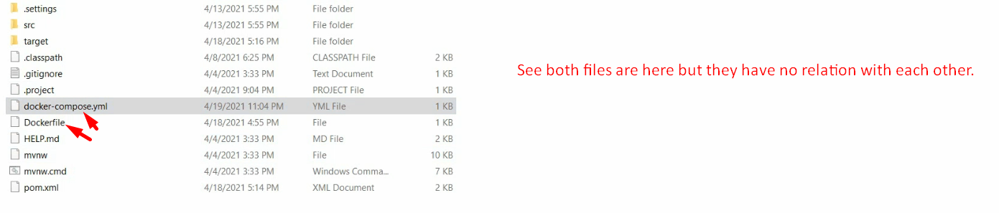 .settings 4/13/2021 5:55 PM File folder
src 4/13/2021 5:55 PM File folder
target 4/18/2021 5:16 PM File folder
.classpath 4/8/2021 6:25 PM CLASSPATH File 2 KB
.gitignore 4/4/2021 3:33 PM Text Document 1 KB
.project 4/4/2021 9:04 PM PROJECT File 1 KB
docker-compose.yml 4/19/2021 11:04 PM YML File 1 KB
Dockerfile 4/18/2021 4:55 PM File 1 KB
HELP.md 4/4/2021 3:33 PM MD File 2 KB
mvnw 4/4/2021 3:33 PM File 10 KB
mvnw.cmd 4/4/2021 3:33 PM Windows Comma... 7 KB
pom.xml 4/18/2021 5:14 PM XML Document 2 KB
See both files are here but they have no relation with each other.